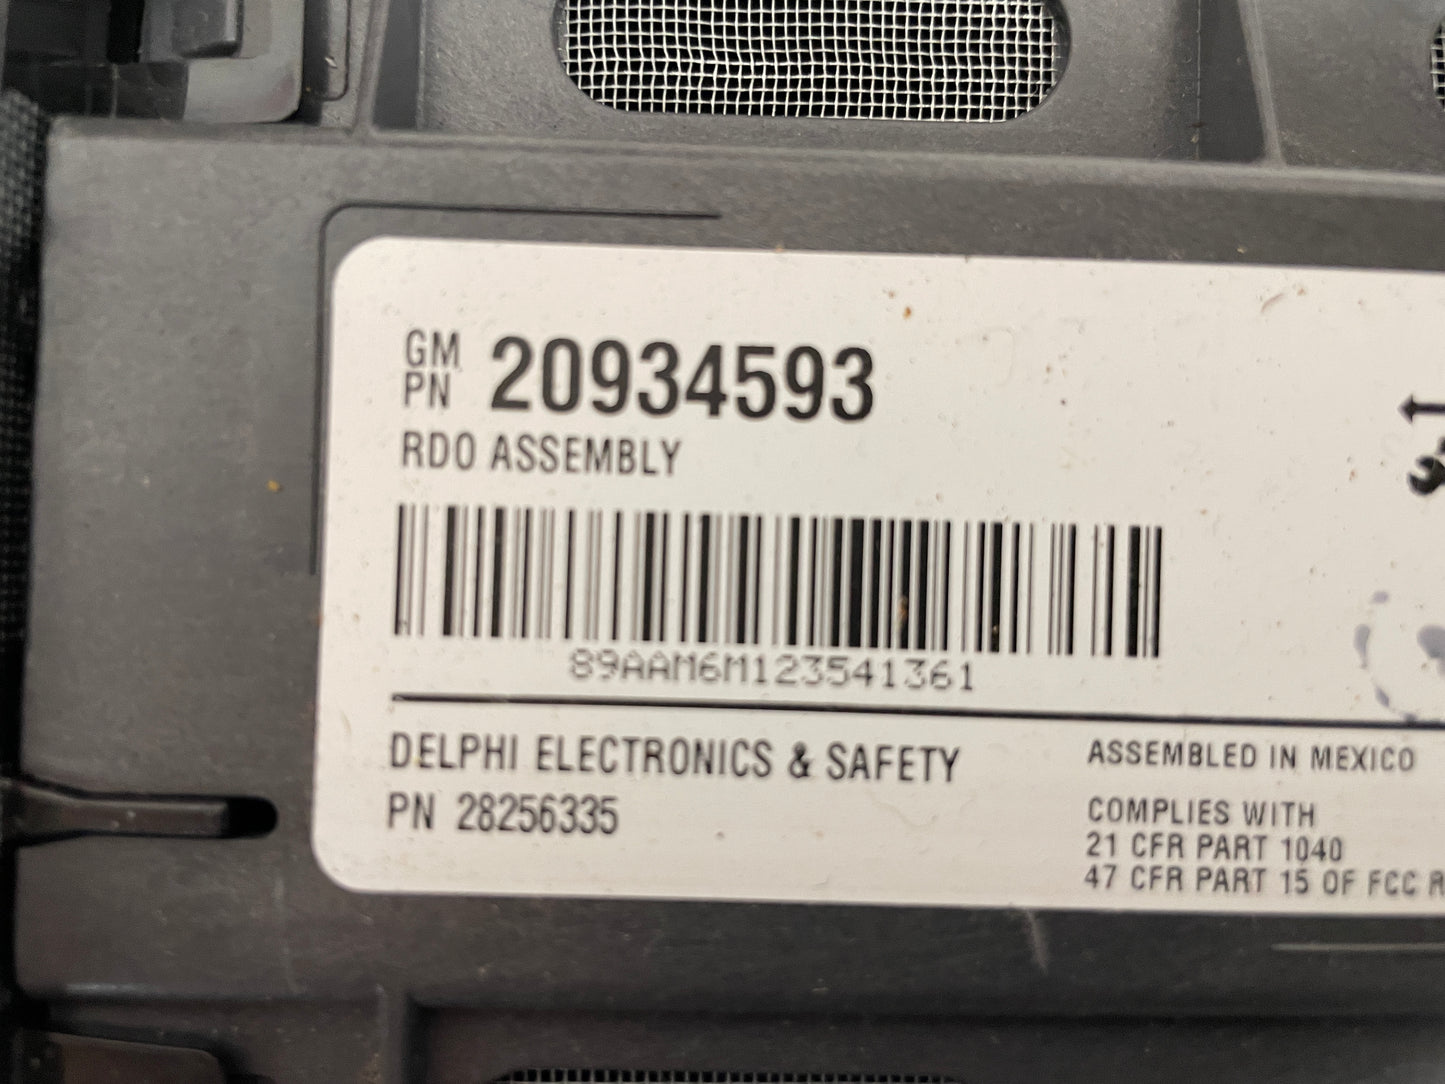 GM
PN 20934593
RDO ASSEMBLY
89AAM6M123541361
DELPHI ELECTRONICS & SAFETY
PN 28256335
ASSEMBLED IN MEXICO
COMPLIES WITH
21 CFR PART 1040
47 CFR PART 15 OF FCC